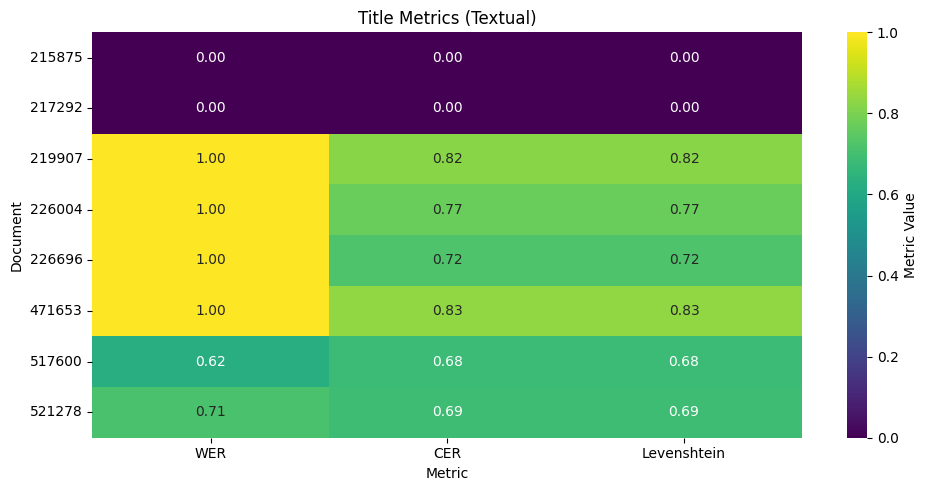 Title Metrics (Textual)
215875 0.00 0.00 0.00
217292 0.00 0.00 0.00
219907 1.00 0.82 0.82
226004 1.00 0.77 0.77
226696 1.00 0.72 0.72
471653 1.00 0.83 0.83
517600 0.62 0.68 0.68
521278 0.71 0.69 0.69
WER CER Levenshtein
Metric
Document
1.0
0.8
0.6
0.4
0.2
0.0
Metric Value